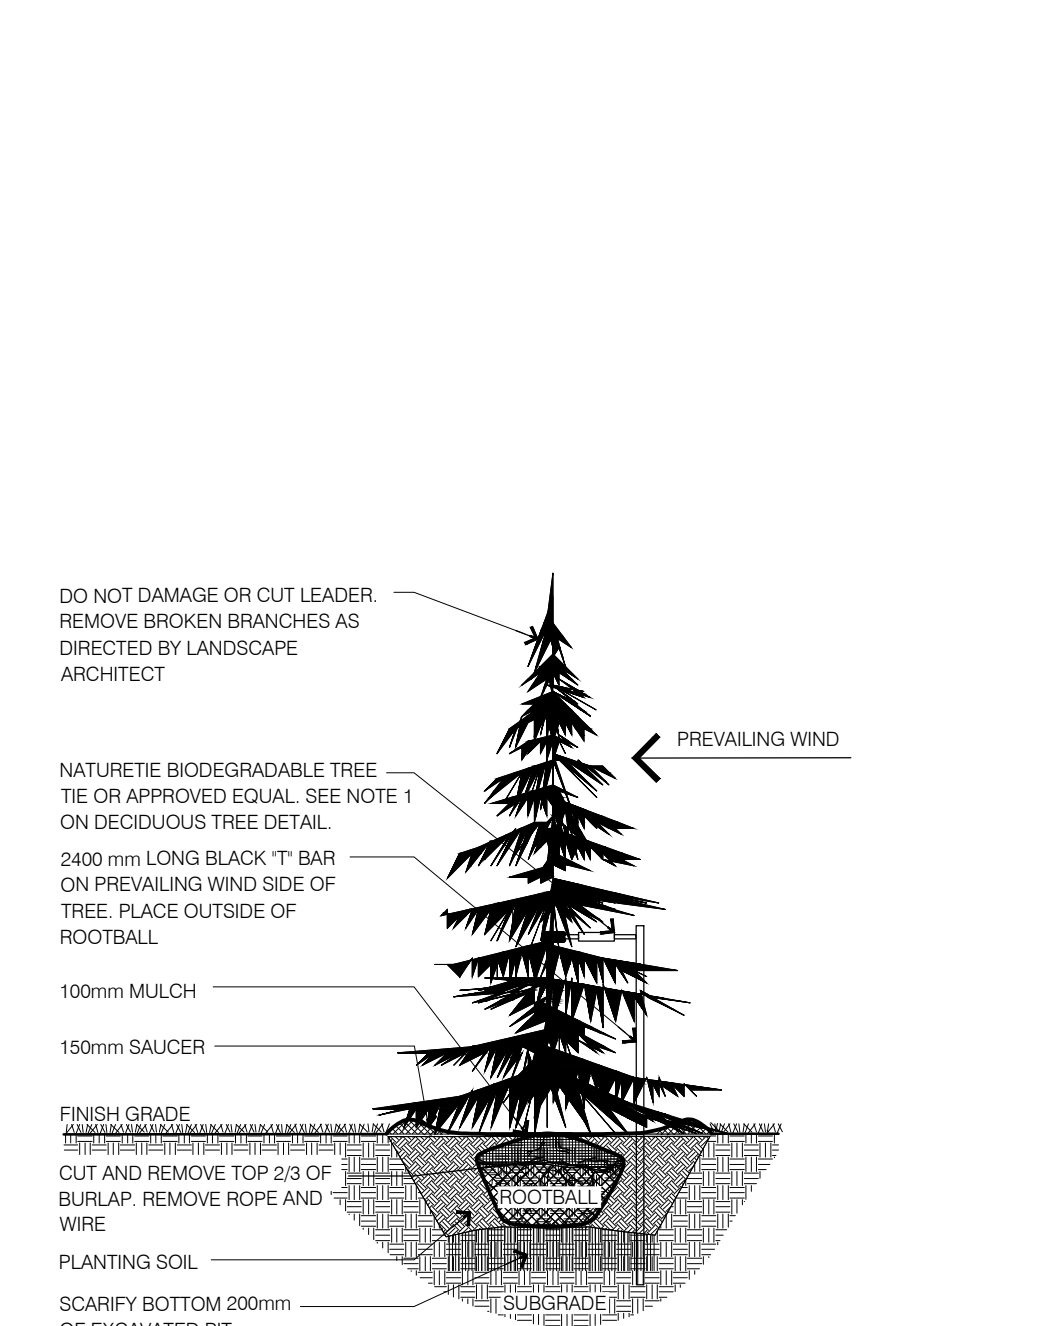 DO NOT DAMAGE OR CUT LEADER.
REMOVE BROKEN BRANCHES AS
DIRECTED BY LANDSCAPE
ARCHITECT
PREVAILING WIND
NATURETIE BIODEGRADABLE TREE
TIE OR APPROVED EQUAL. SEE NOTE 1
ON DECIDUOUS TREE DETAIL.
2400 mm LONG BLACK "T" BAR
ON PREVAILING WIND SIDE OF
TREE. PLACE OUTSIDE OF
ROOTBALL
100mm MULCH
150mm SAUCER
FINISH GRADE
CUT AND REMOVE TOP 2/3 OF
BURLAP. REMOVE ROPE AND
WIRE
ROOTBALL
PLANTING SOIL
SCARIFY BOTTOM 200mm
OF EXCAVATED PIT
SUBGRADE